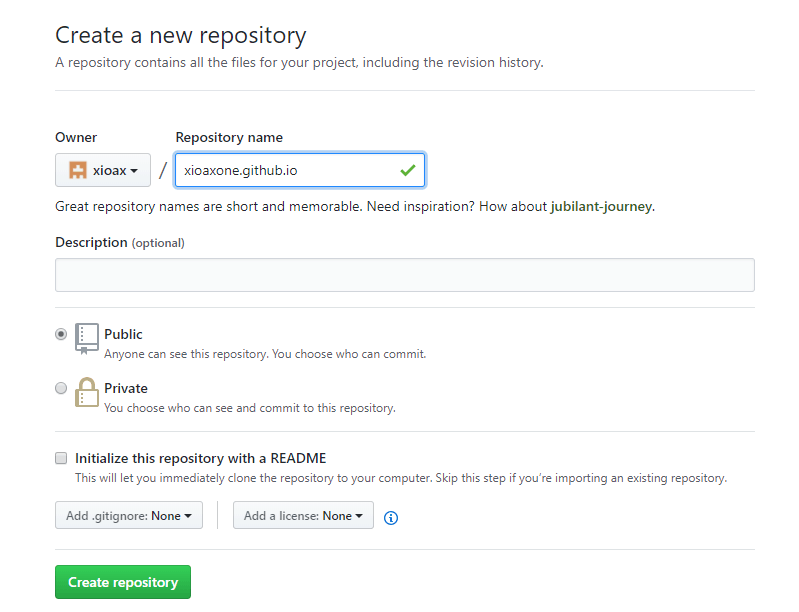 Create a new repository
A repository contains all the files for your project, including the revision history.
Owner
Repository name
xioax
/
xioaxone.github.io
Great repository names are short and memorable. Need inspiration? How about jubilant-journey.
Description (optional)
Public
Anyone can see this repository. You choose who can commit.
Private
You choose who can see and commit to this repository.
Initialize this repository with a README
This will let you immediately clone the repository to your computer. Skip this step if you’re importing an existing repository.
Add .gitignore: None
Add a license: None
Create repository